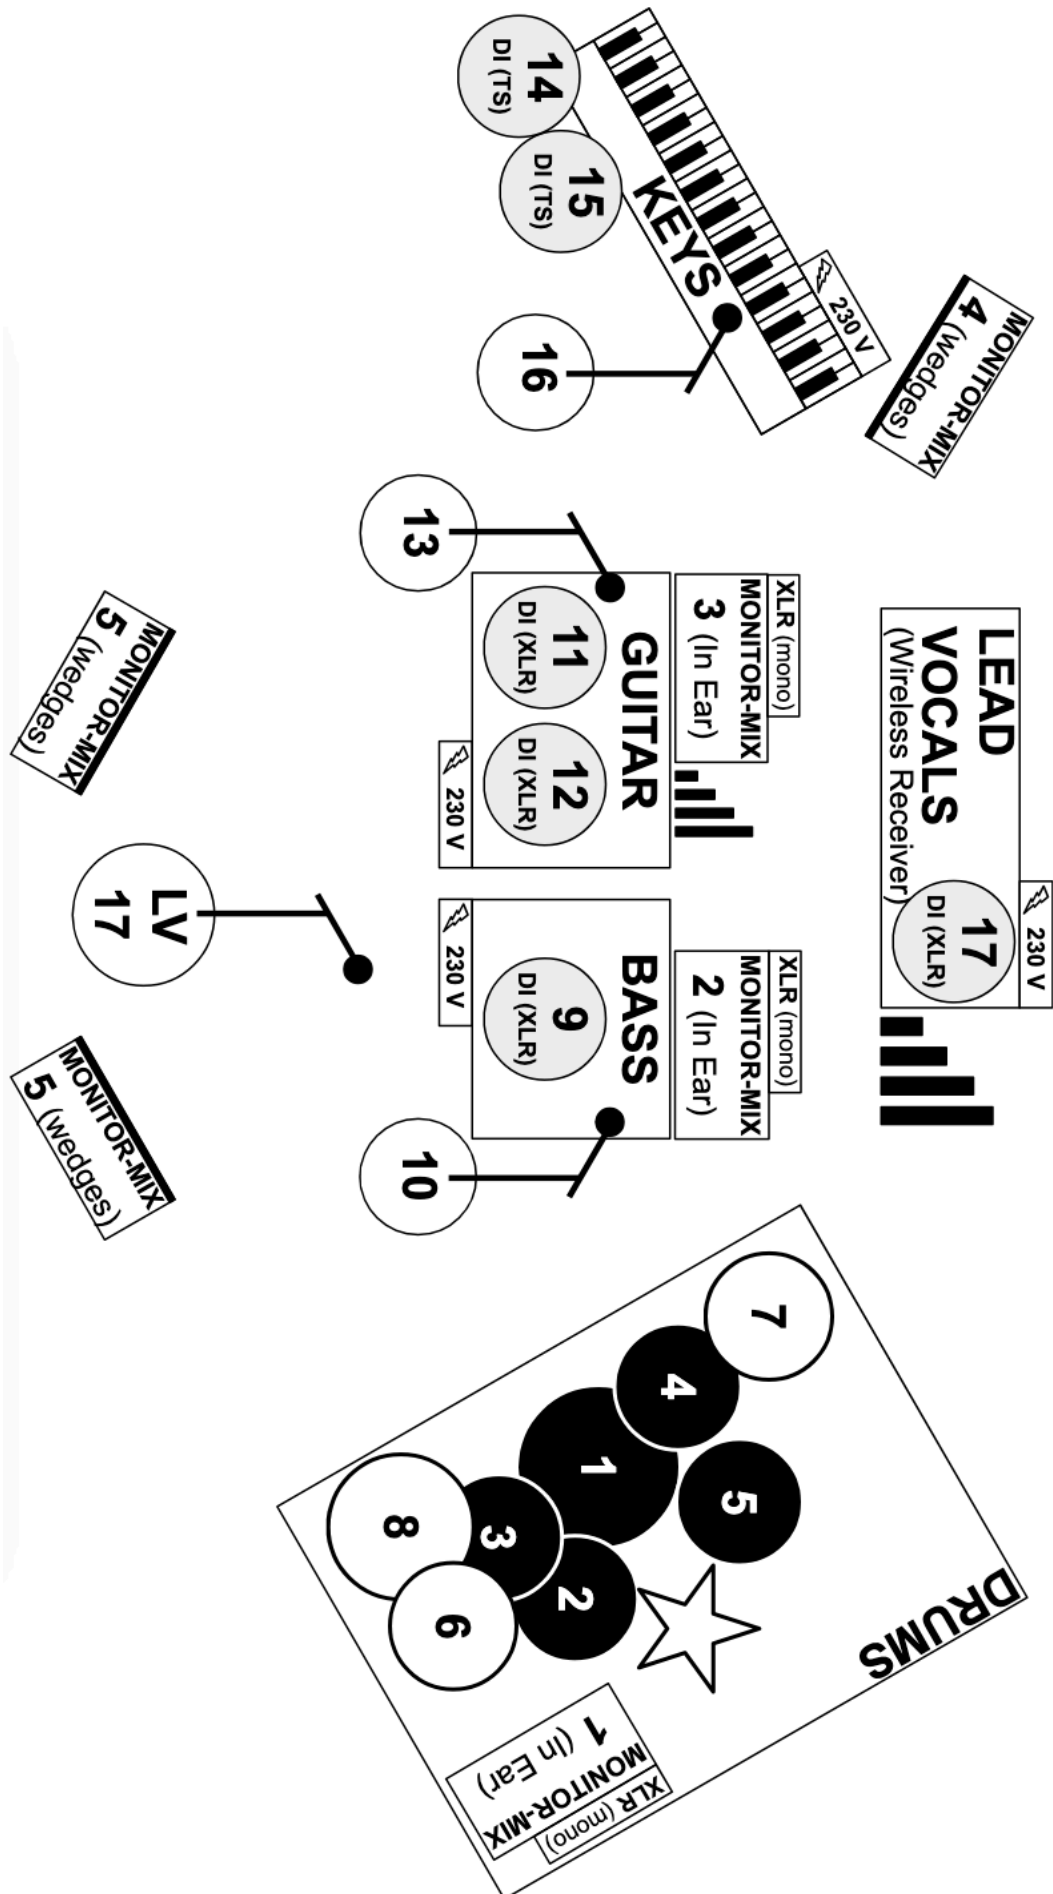 14
DI (TS)
15
DI (TS)
KEYS
230 V
16
MONITOR-MIX
4 (wedges)
13
XLR (mono)
MONITOR-MIX
3 (In Ear)
GUITAR
11
DI (XLR)
12
DI (XLR)
230 V
LEAD
VOCALS
(Wireless Receiver)
17
DI (XLR)
230 V
MONITOR-MIX
5 (wedges)
LV
17
XLR (mono)
MONITOR-MIX
2 (In Ear)
BASS
9
DI (XLR)
230 V
10
MONITOR-MIX
5 (wedges)
DRUMS
7
4
1
5
8
3
2
6
1 (In Ear)
MONITOR-MIX
XLR (mono)